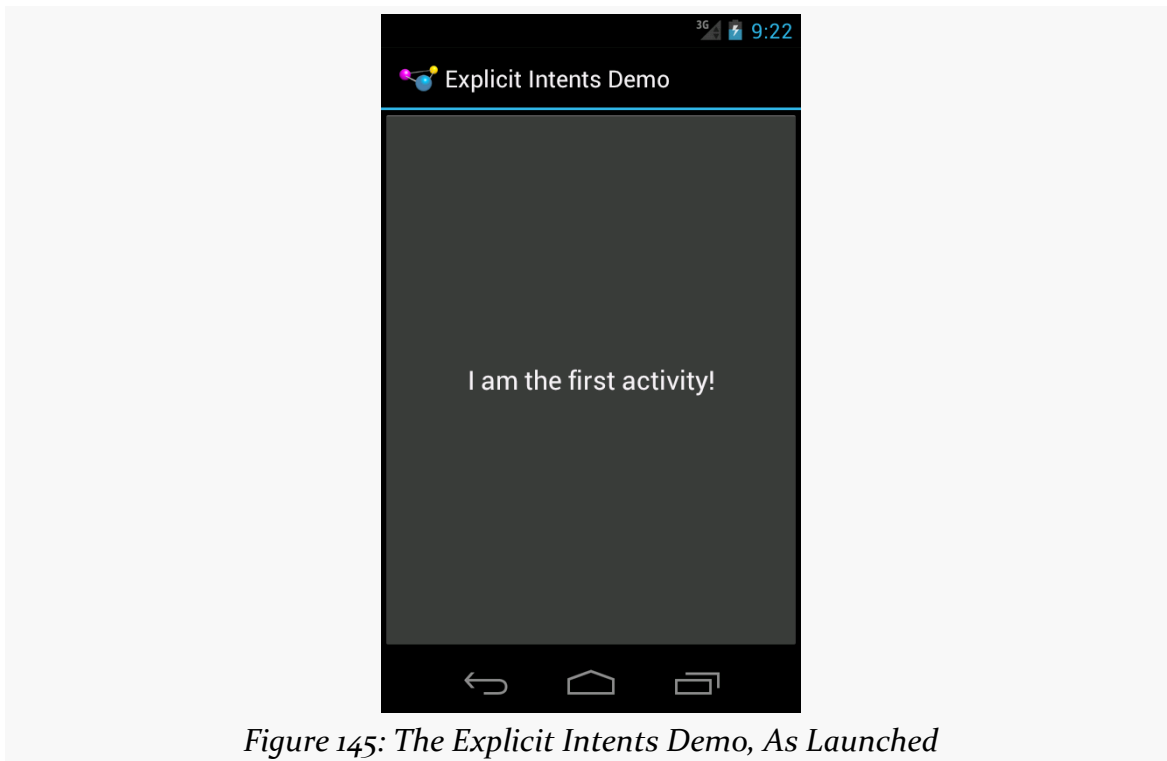 3G 9:22
Explicit Intents Demo
I am the first activity!
Figure 145: The Explicit Intents Demo, As Launched